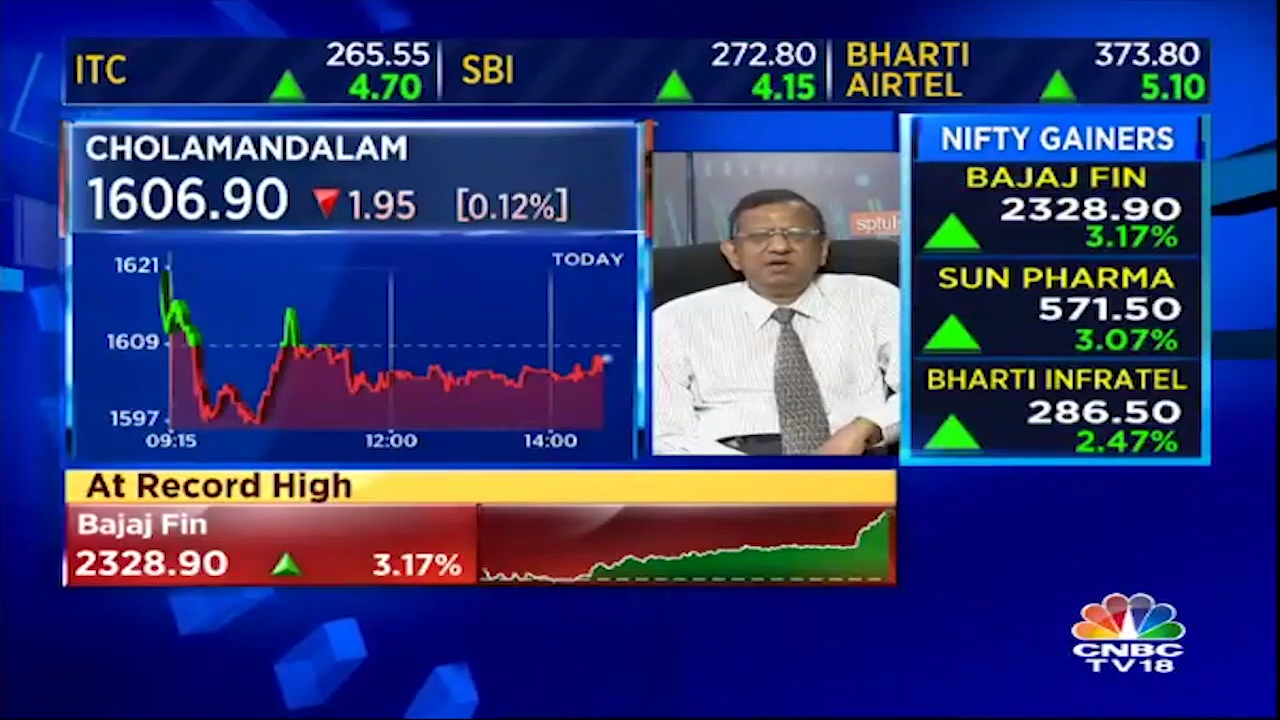 ITC 265.55 4.70
SBI 272.80 4.15
BHARTI AIRTEL 373.80 5.10
CHOLAMANDALAM
1606.90 1.95 [0.12%]
TODAY
1621
1609
1597
09:15 12:00 14:00
sptul
NIFTY GAINERS
BAJAJ FIN
2328.90
3.17%
SUN PHARMA
571.50
3.07%
BHARTI INFRATEL
286.50
2.47%
At Record High
Bajaj Fin
2328.90 3.17%
CNBC
TV18